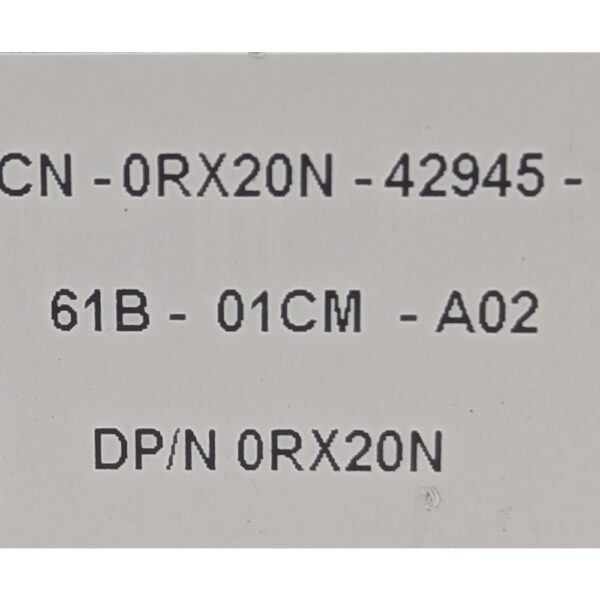 CN - 0RX20N - 42945 -
61B - 01CM - A02
DP/N 0RX20N